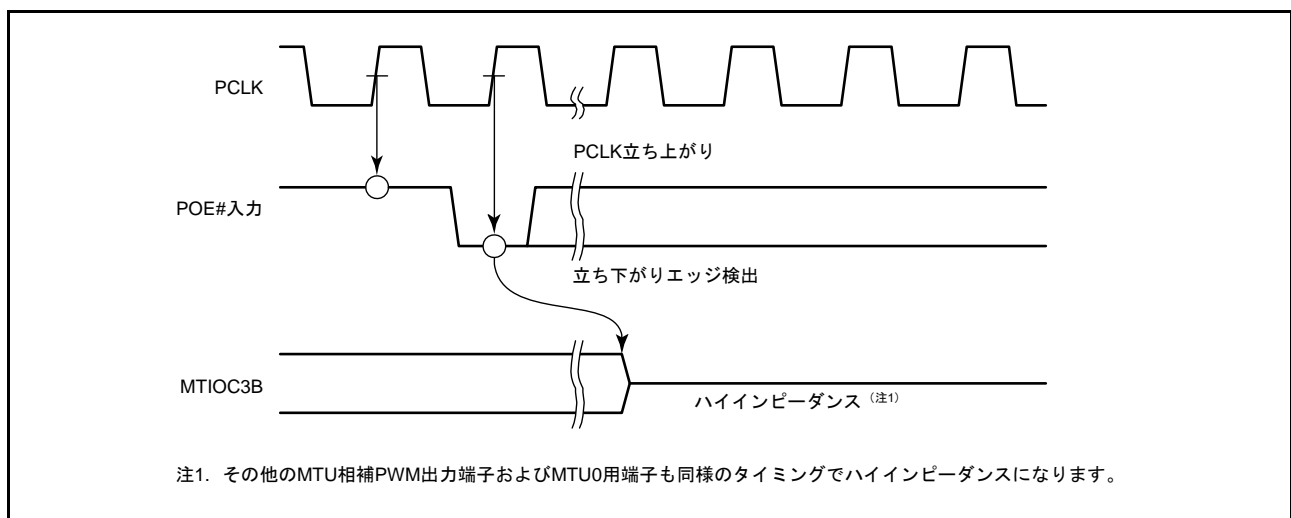 PCLK
PCLK立ち上がり
POE#入力
立ち下がりエッジ検出
MTIOC3B
ハイインピーダンス（注1）
注1. その他のMTU相補PWM出力端子およびMTU0用端子も同様のタイミングでハイインピーダンスになります。